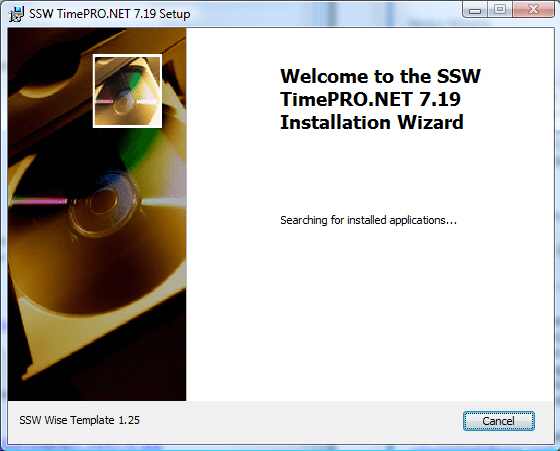 SSW TimePRO.NET 7.19 Setup
Welcome to the SSW
TimePRO.NET 7.19
Installation Wizard
Searching for installed applications...
SSW Wise Template 1.25
Cancel